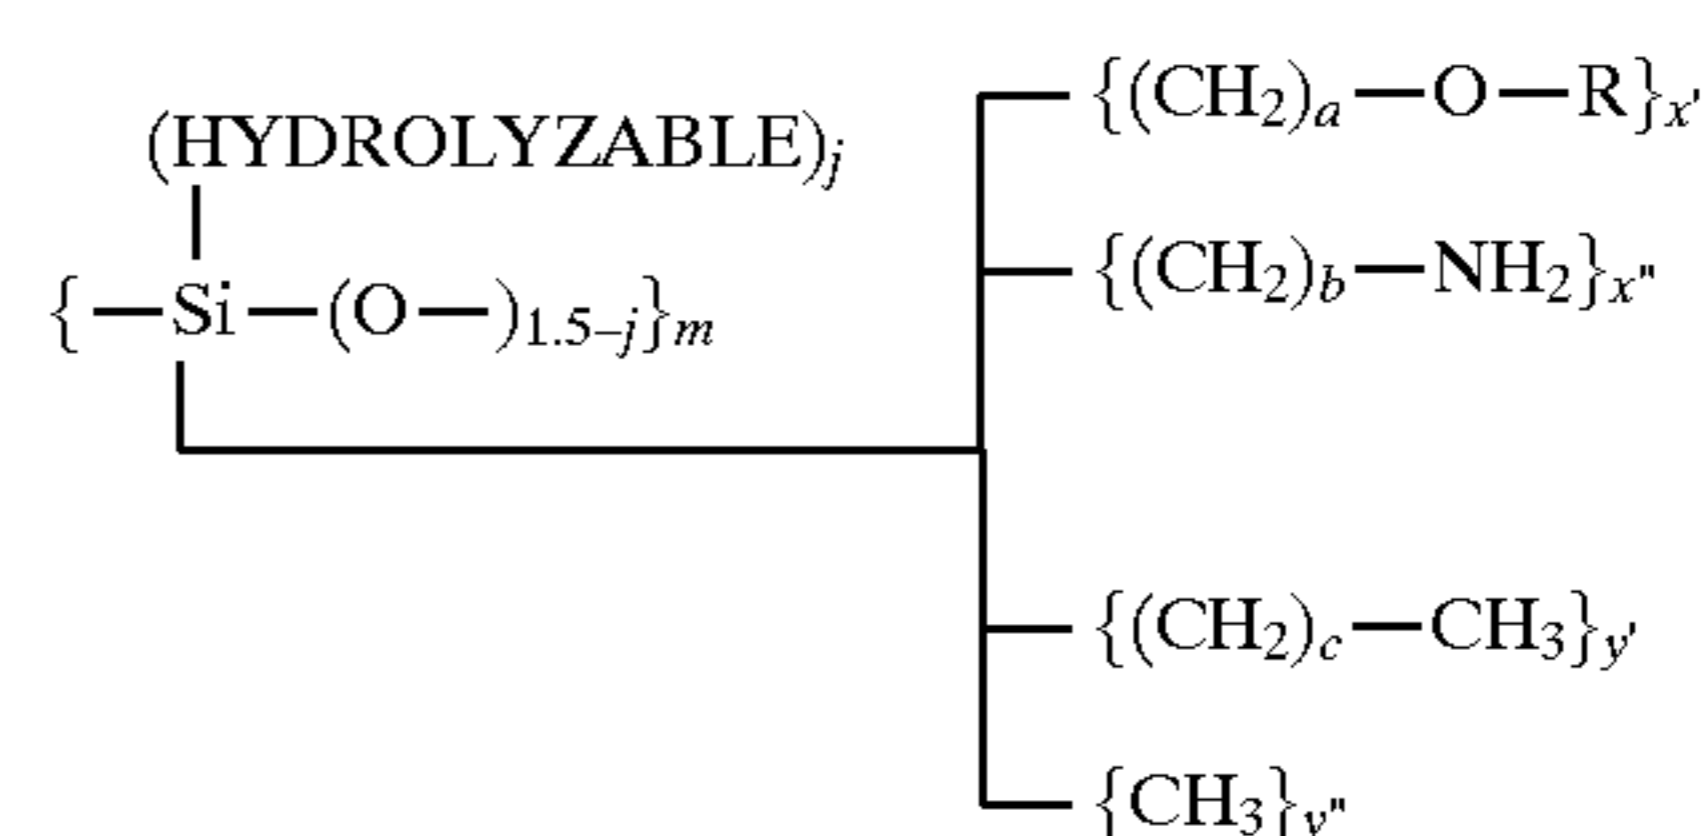 {(CH2)a—O—R}x'
(HYDROLYZABLE)j
{(CH2)b—NH2}x"
{—Si—(O—)1.5–j}m
{(CH2)c—CH3}y'
{CH3}y"